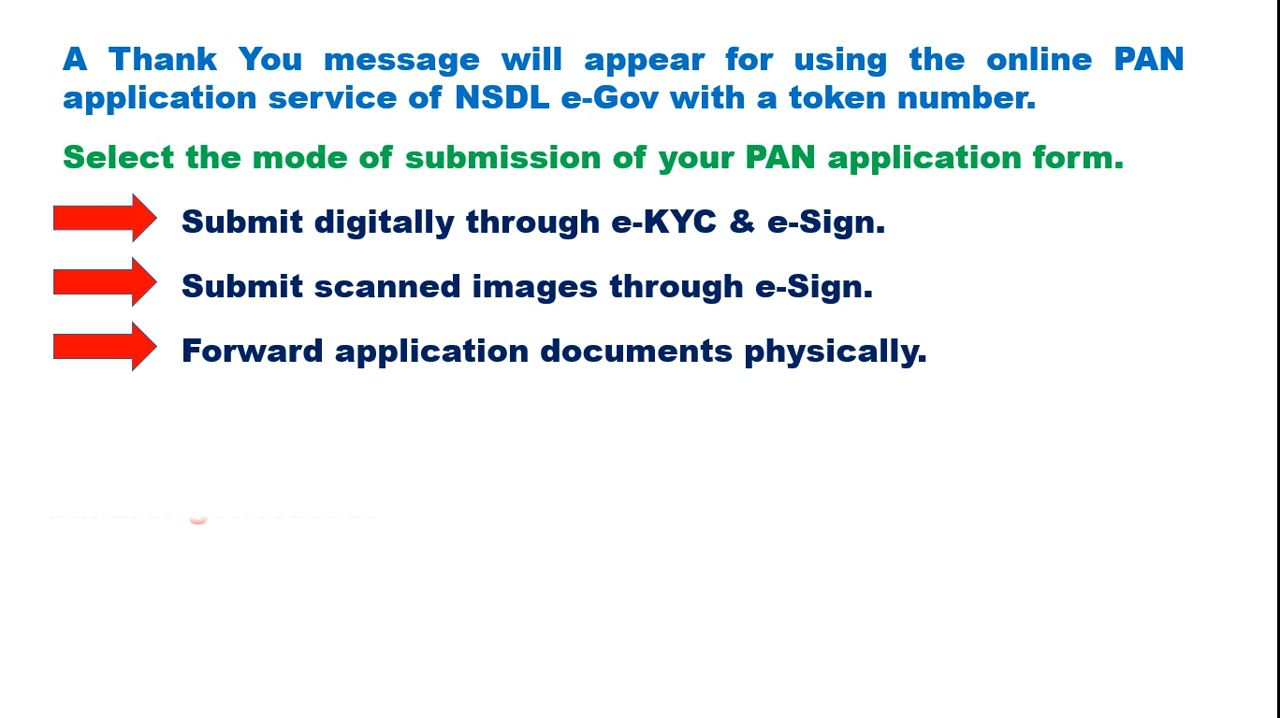 A Thank You message will appear for using the online PAN
application service of NSDL e-Gov with a token number.
Select the mode of submission of your PAN application form.
Submit digitally through e-KYC & e-Sign.
Submit scanned images through e-Sign.
Forward application documents physically.